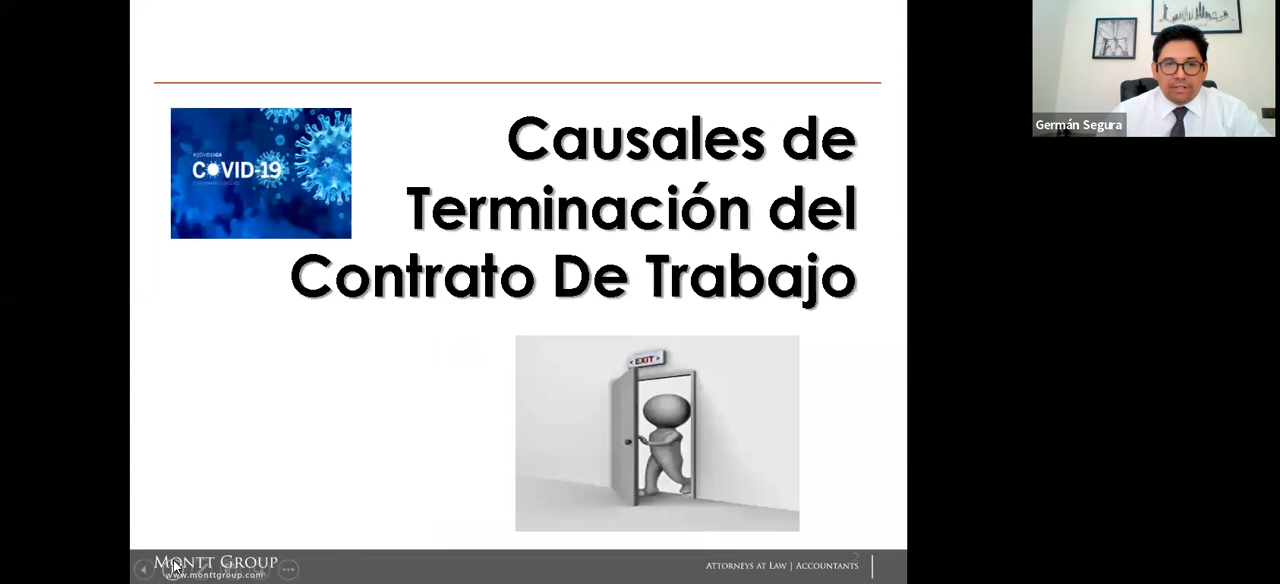 Causales de
Terminación del
Contrato De Trabajo
COVID-19
< EXIT >
MONTT GROUP
www.monttgroup.com
ATTORNEYS AT LAW | ACCOUNTANTS
2
Germán Segura